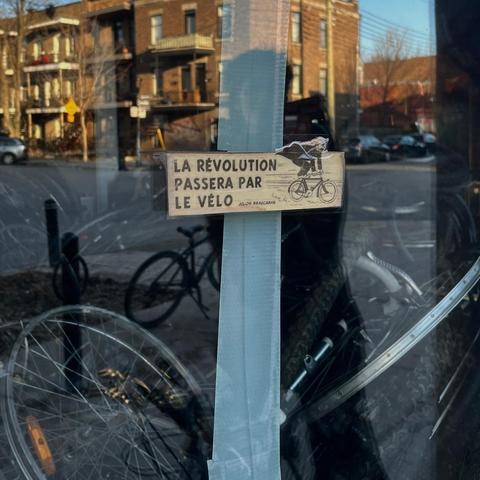 LA RÉVOLUTION
PASSERA PAR
LE VÉLO